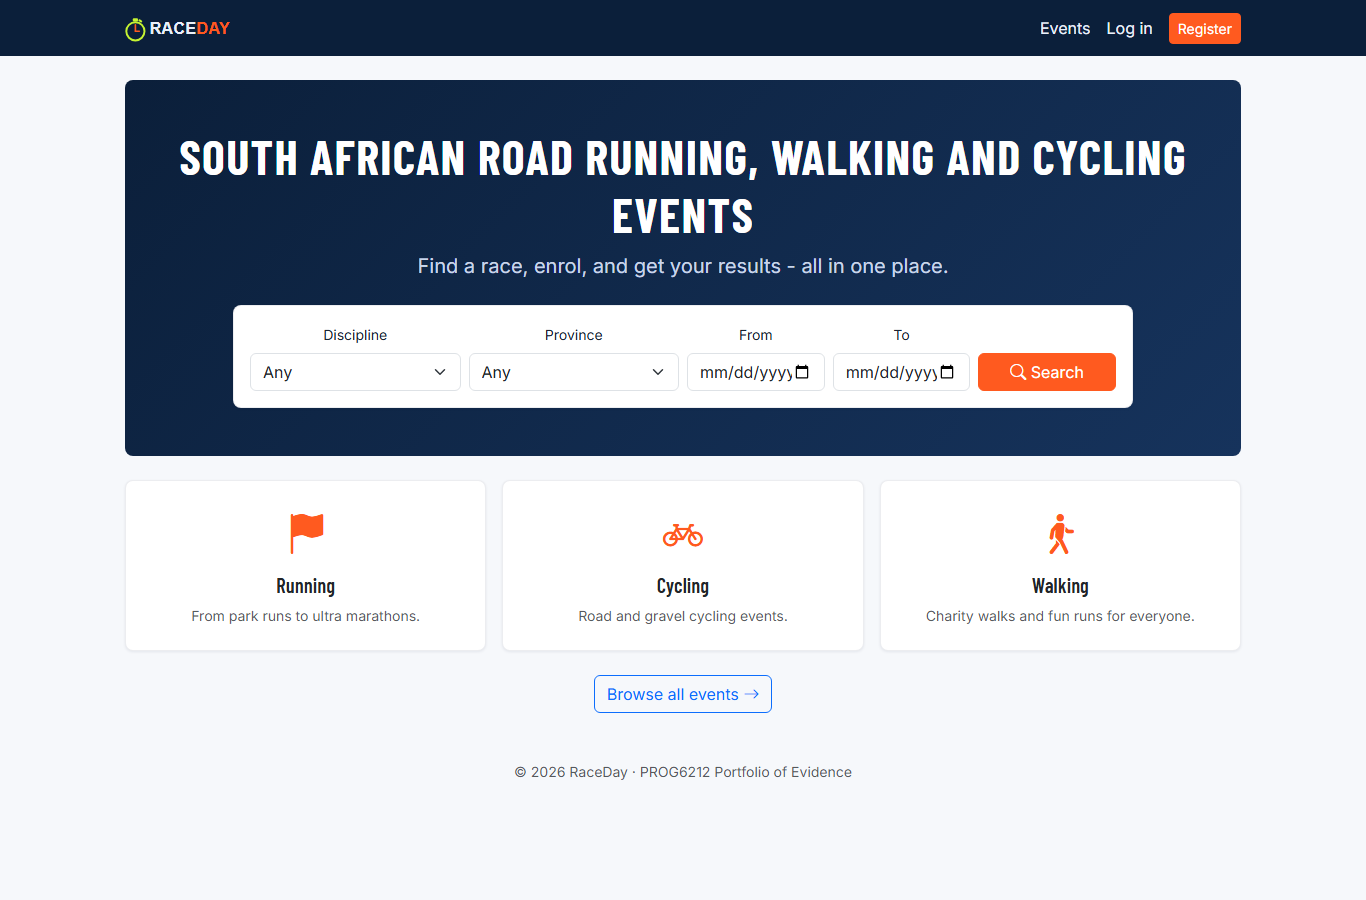 RACEDAY
Events
Log in
Register
SOUTH AFRICAN ROAD RUNNING, WALKING AND CYCLING
EVENTS
Find a race, enrol, and get your results - all in one place.
Discipline
Province
From
To
Any
Any
mm/dd/yyyy
mm/dd/yyyy
Search
Running
From park runs to ultra marathons.
Cycling
Road and gravel cycling events.
Walking
Charity walks and fun runs for everyone.
Browse all events →
© 2026 RaceDay · PROG6212 Portfolio of Evidence